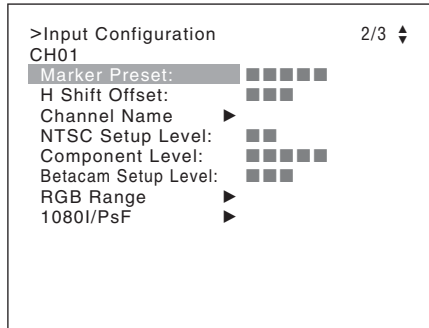 >Input Configuration 2/3
CH01
Marker Preset: ■■■■■
H Shift Offset: ■■■
Channel Name ▶
NTSC Setup Level: ■■
Component Level: ■■■■■
Betacam Setup Level: ■■■
RGB Range ▶
1080I/PsF ▶